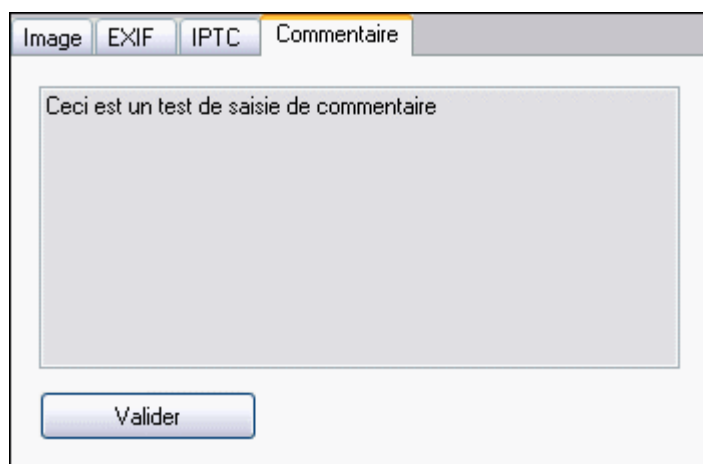 Image EXIF IPTC Commentaire
Ceci est un test de saisie de commentaire
Valider